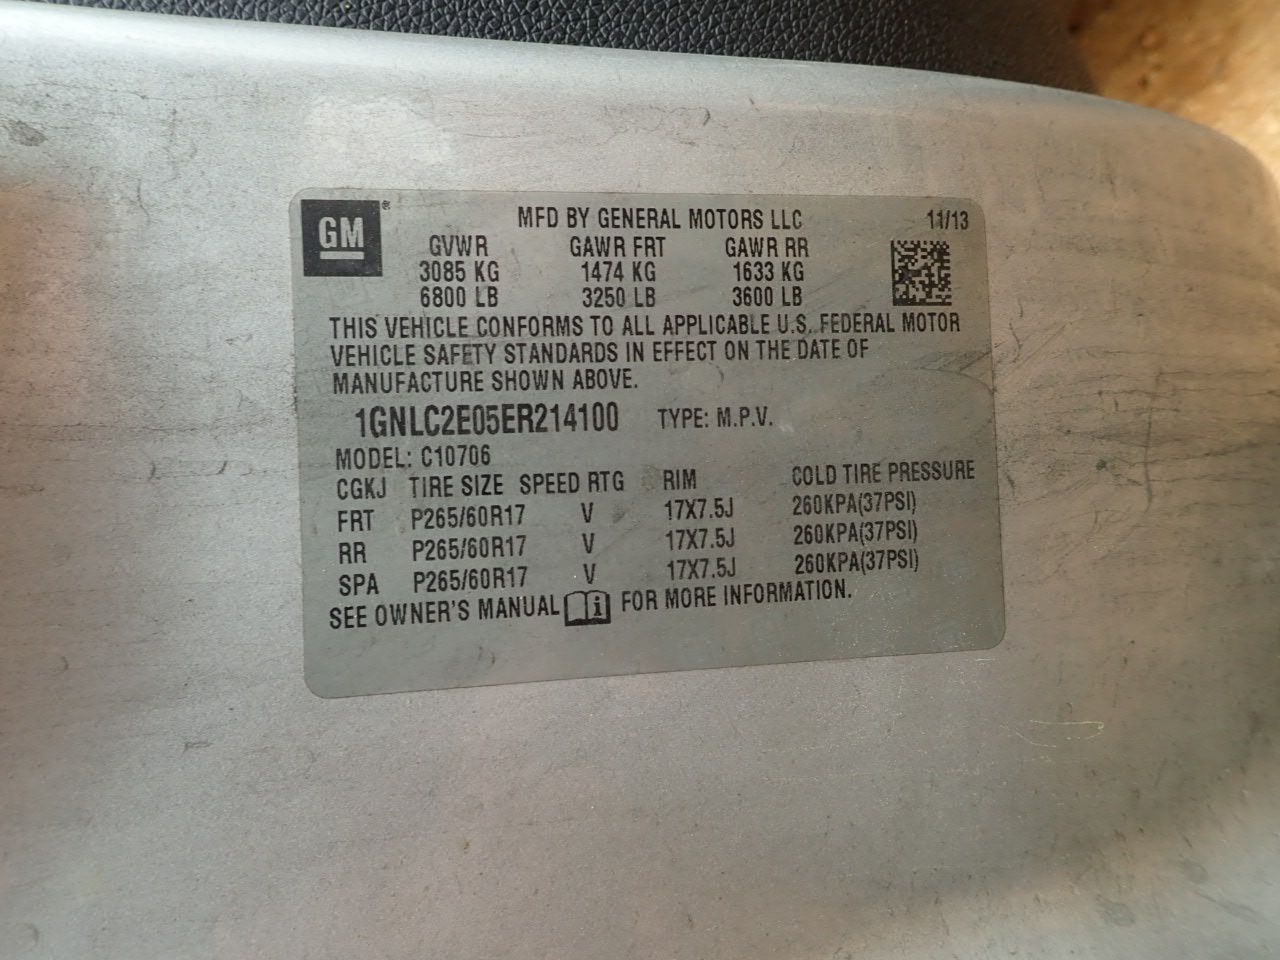 GM®
MFD BY GENERAL MOTORS LLC 11/13
GVWR GAWR FRT GAWR RR
3085 KG 1474 KG 1633 KG
6800 LB 3250 LB 3600 LB
THIS VEHICLE CONFORMS TO ALL APPLICABLE U.S. FEDERAL MOTOR
VEHICLE SAFETY STANDARDS IN EFFECT ON THE DATE OF
MANUFACTURE SHOWN ABOVE.
1GNLC2E05ER214100 TYPE: M.P.V.
MODEL: C10706
CGKJ TIRE SIZE SPEED RTG RIM COLD TIRE PRESSURE
FRT P265/60R17 V 17X7.5J 260KPA(37PSI)
RR P265/60R17 V 17X7.5J 260KPA(37PSI)
SPA P265/60R17 V 17X7.5J 260KPA(37PSI)
SEE OWNER'S MANUAL i FOR MORE INFORMATION.